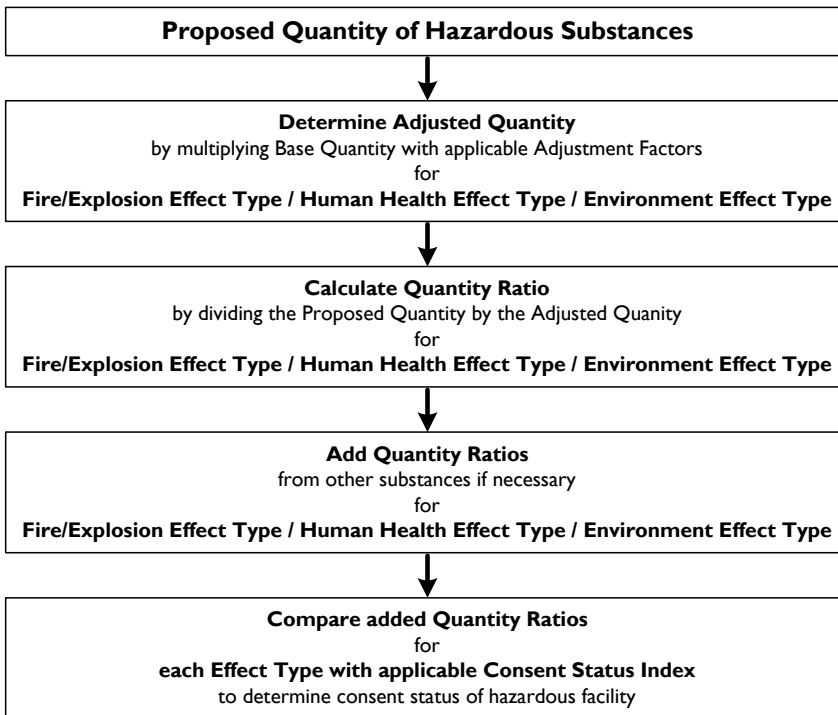 Proposed Quantity of Hazardous Substances
Determine Adjusted Quantity
by multiplying Base Quantity with applicable Adjustment Factors
for
Fire/Explosion Effect Type / Human Health Effect Type / Environment Effect Type
Calculate Quantity Ratio
by dividing the Proposed Quantity by the Adjusted Quanity
for
Fire/Explosion Effect Type / Human Health Effect Type / Environment Effect Type
Add Quantity Ratios
from other substances if necessary
for
Fire/Explosion Effect Type / Human Health Effect Type / Environment Effect Type
Compare added Quantity Ratios
for
each Effect Type with applicable Consent Status Index
to determine consent status of hazardous facility